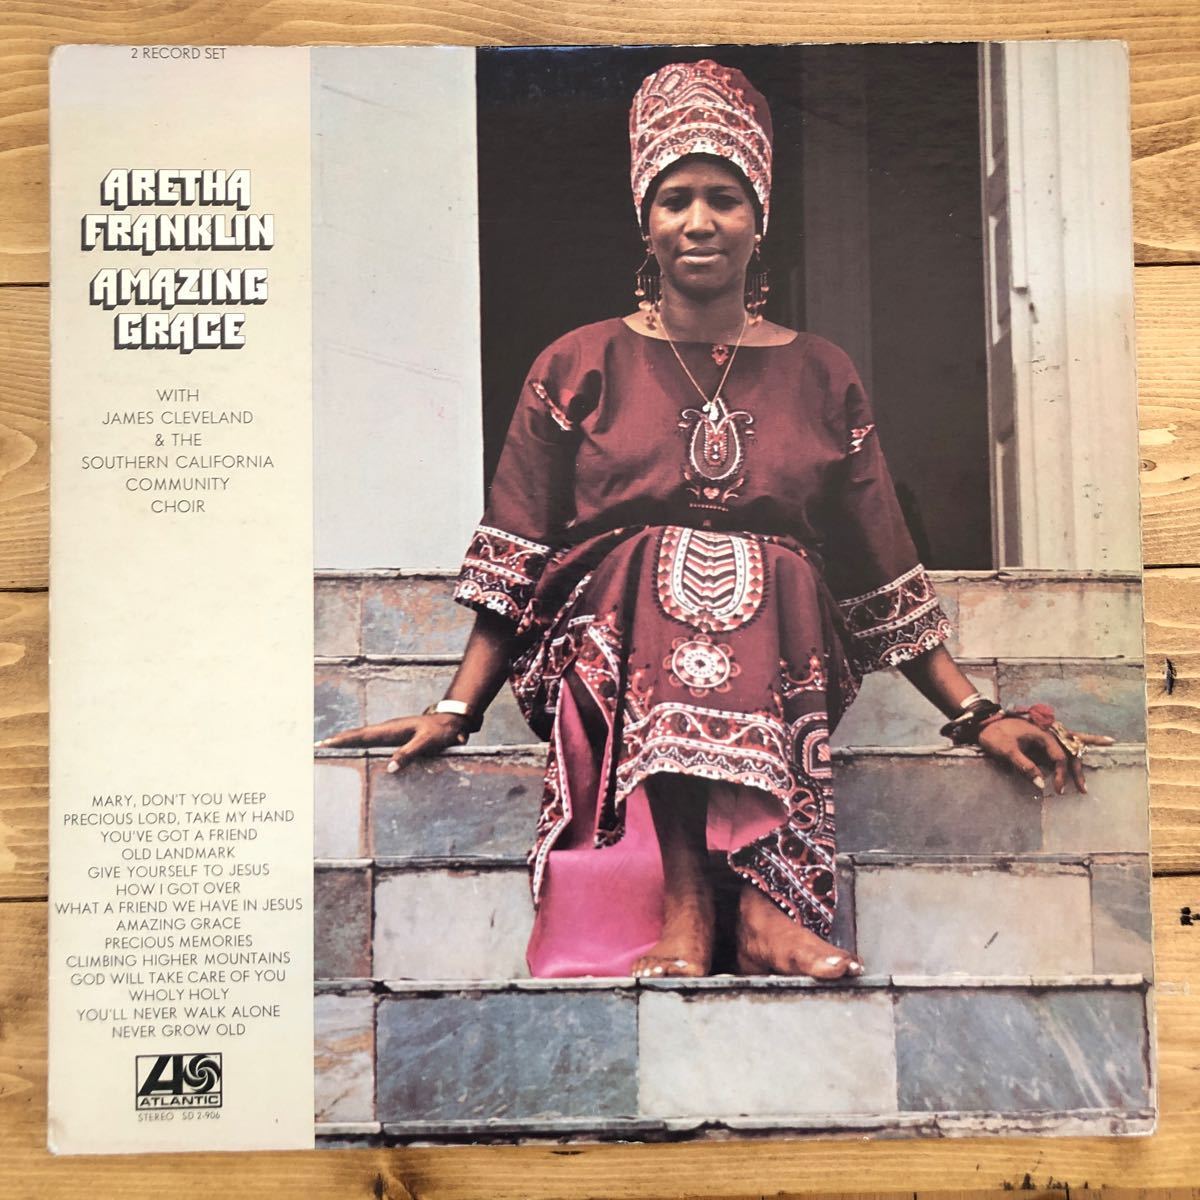 2 RECORD SET
ARETHA
FRANKLIN
AMAZING
GRACE
WITH
JAMES CLEVELAND
& THE
SOUTHERN CALIFORNIA
COMMUNITY
CHOIR
MARY, DON'T YOU WEEP
PRECIOUS LORD, TAKE MY HAND
YOU'VE GOT A FRIEND
OLD LANDMARK
GIVE YOURSELF TO JESUS
HOW I GOT OVER
WHAT A FRIEND WE HAVE IN JESUS
AMAZING GRACE
PRECIOUS MEMORIES
CLIMBING HIGHER MOUNTAINS
GOD WILL TAKE CARE OF YOU
WHOLY HOLY
YOU'LL NEVER WALK ALONE
NEVER GROW OLD
ATLANTIC
STEREO SD 2-906